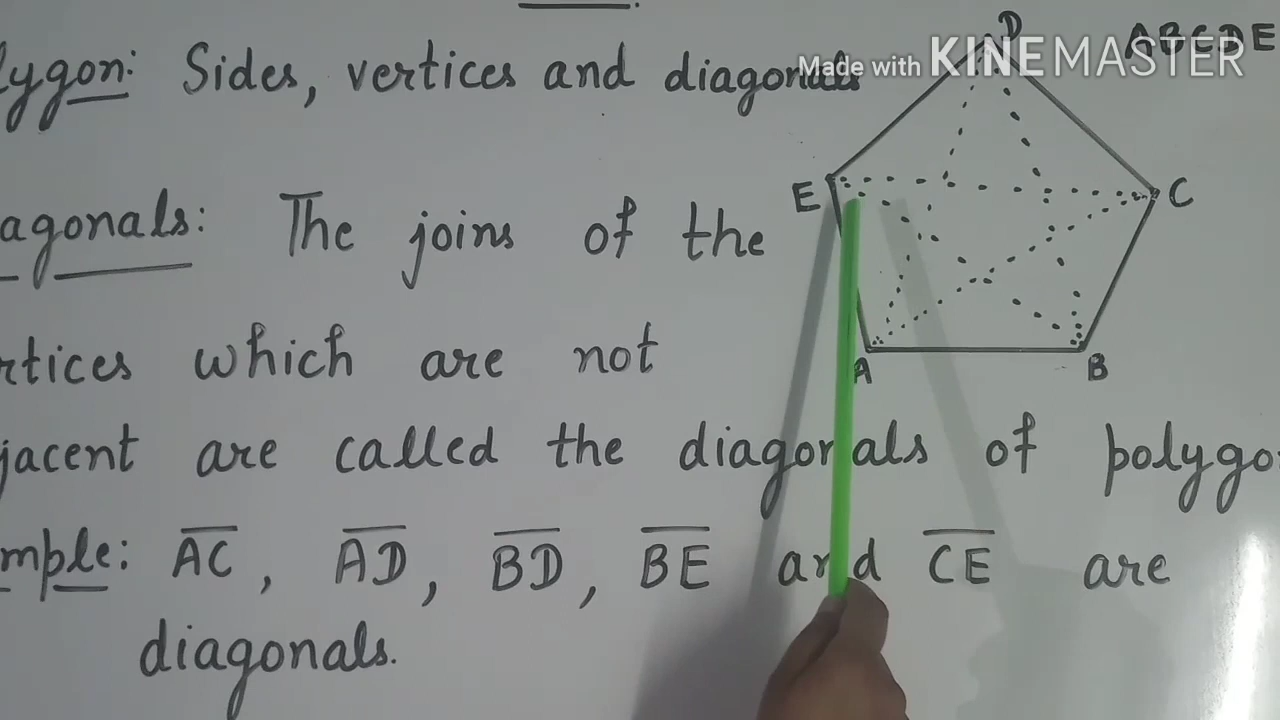 lygon: Sides, vertices and diagonals
agonals: The joins of the
rtices which are not
jacent are called the diagonals of polygo
mple: AC, AD, BD, BE and CE are
diagonals.
ABCDE
Made with KINEMASTER
D
E
C
A
B